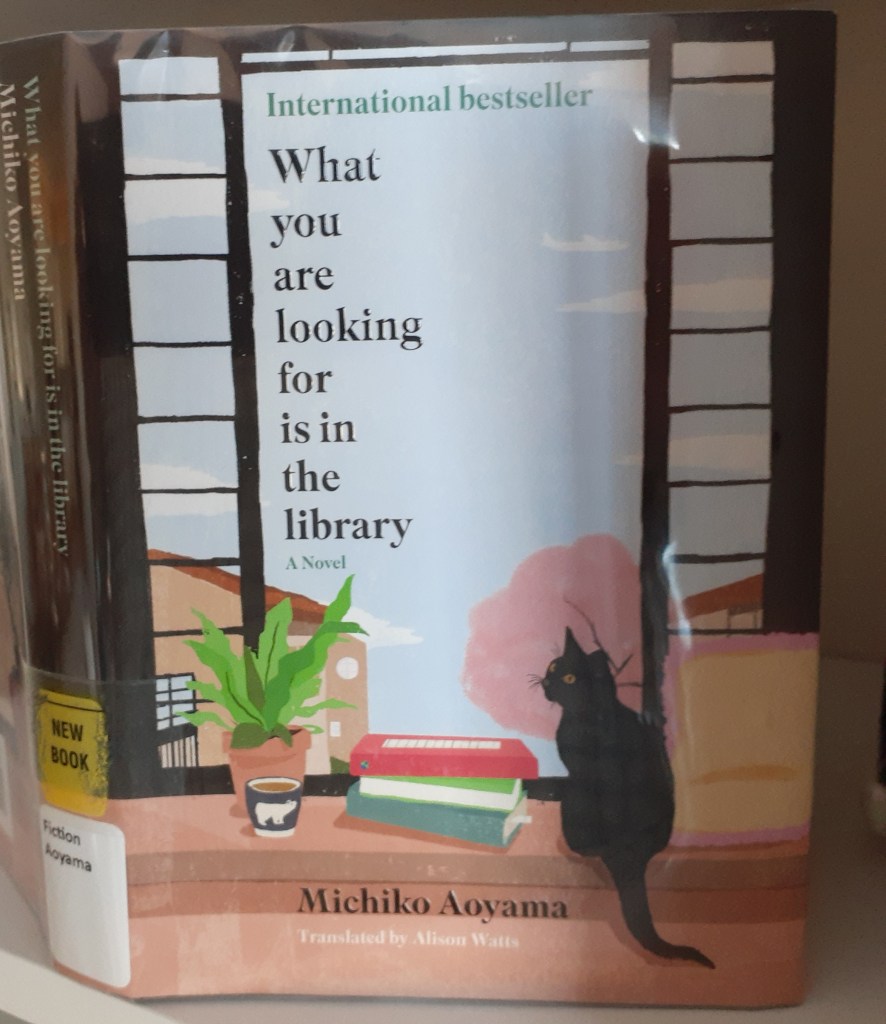 What you are looking for is in the library
Michiko Aoyama
NEW
BOOK
Fiction
Aoyama
International bestseller
What
you
are
looking
for
is in
the
library
A Novel
Michiko Aoyama
Translated by Alison Watts